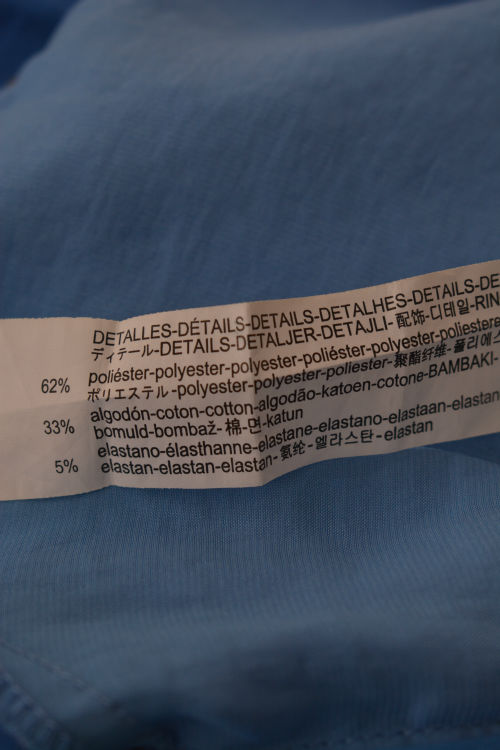 DETALLES-DÉTAILS-DETAILS-DETALHES-DETAILS-DE
ディテール-DETAILS-DETALJER-DETAJLI-配饰-디테일-RIN
62% poliéster-polyester-polyester-poliéster-polyester-poliestere
ポリエステル-polyester-polyester-poliester-聚酯纤维-폴리에스
33% algodón-coton-cotton-algodão-katoen-cotone-BAMBAKI-
bomuld-bombaž-棉-면-katun
5% elastano-élasthanne-elastane-elastano-elastaan-elastan
elastan-elastan-elastan-氨纶-엘라스탄-elastan